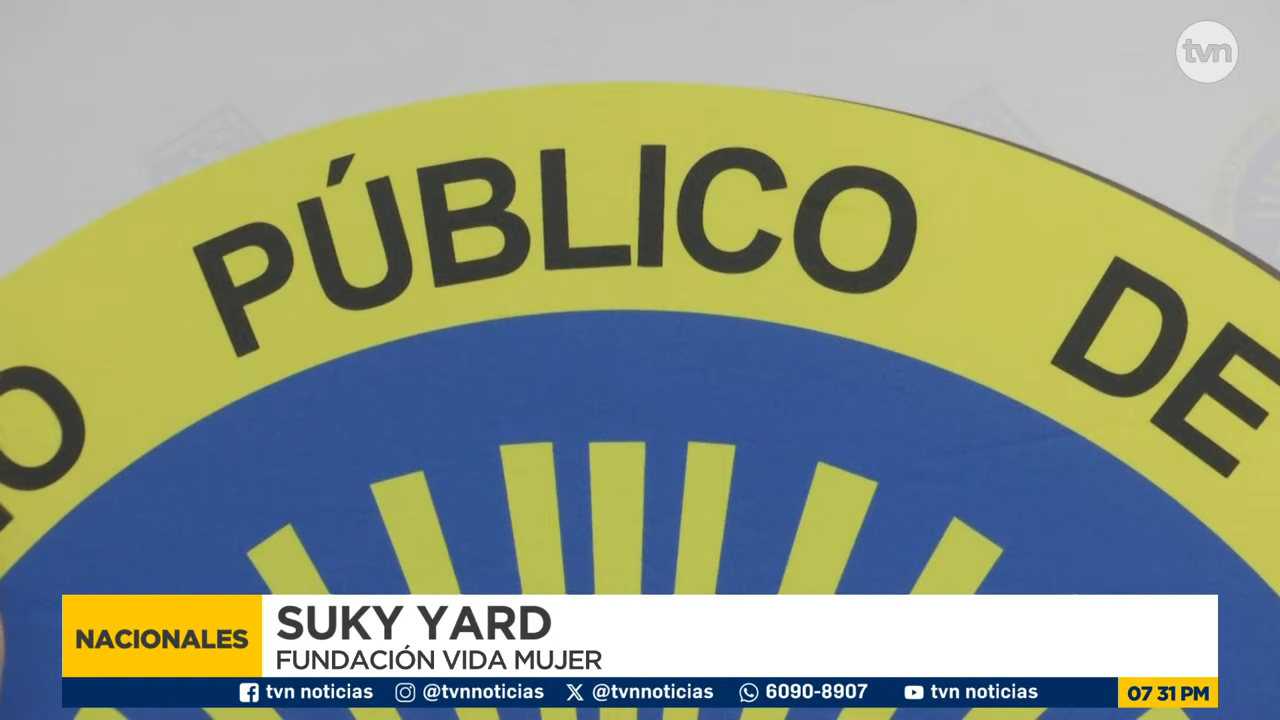 tvn
O PÚBLICO DE
NACIONALES
SUKY YARD
FUNDACIÓN VIDA MUJER
tvn noticias @tvnnoticias @tvnnoticias 6090-8907 tvn noticias
07 31 PM